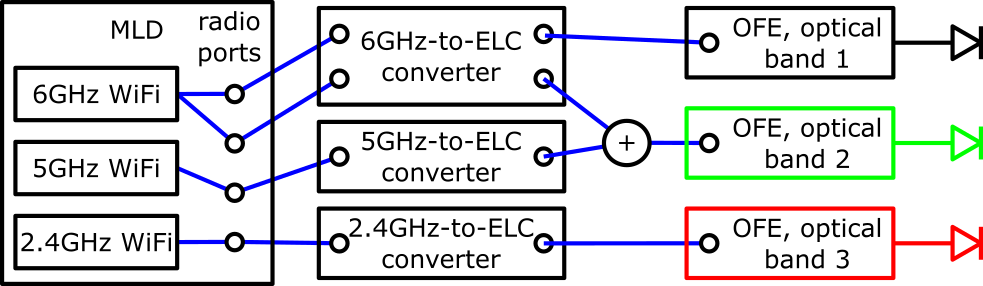 MLD
radio
ports
6GHz WiFi
5GHz WiFi
2.4GHz WiFi
6GHz-to-ELC
converter
5GHz-to-ELC
converter
2.4GHz-to-ELC
converter
+
OFE, optical
band 1
OFE, optical
band 2
OFE, optical
band 3